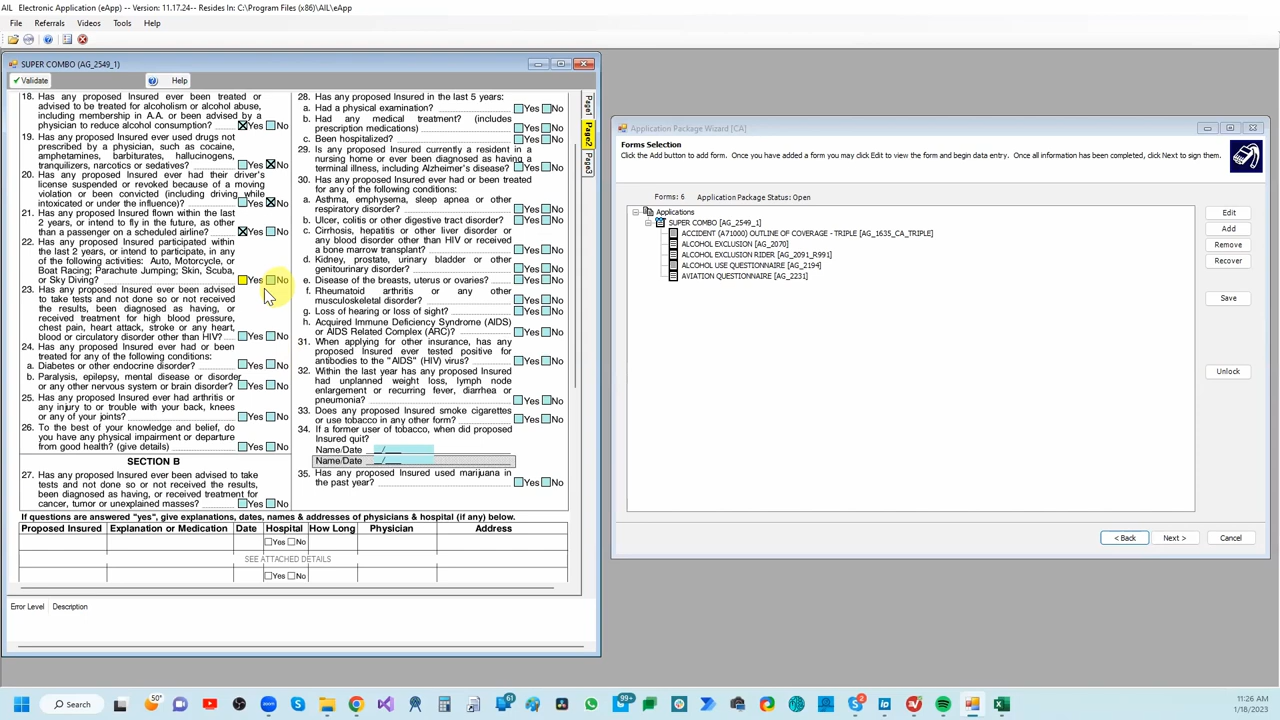 AIL Electronic Application (eApp) -- Version: 11.17.24-- Resides In: C:\Program Files (x86)\AIL\eApp
File Referrals Videos Tools Help
SUPER COMBO (AG_2549_1)
Validate Help
18. Has any proposed Insured ever been treated or
advised to be treated for alcoholism or alcohol abuse,
including membership in A.A. or been advised by a
physician to reduce alcohol consumption? Yes No
19. Has any proposed Insured ever used drugs not
prescribed by a physician, such as cocaine,
amphetamines, barbiturates, hallucinogens,
tranquilizers, narcotics or sedatives? Yes No
20. Has any proposed Insured ever had their driver's
license suspended or revoked because of a moving
violation or been convicted (including driving while
intoxicated or under the influence)? Yes No
21. Has any proposed Insured flown within the last
2 years, or intend to fly in the future, as other
than a passenger on a scheduled airline? Yes No
22. Has any proposed Insured participated within
the last 2 years, or intend to participate, in any
of the following activities: Auto, Motorcycle, or
Boat Racing; Parachute Jumping; Skin, Scuba,
or Sky Diving? Yes No
23. Has any proposed Insured ever been advised
to take tests and not done so or not received
the results, been diagnosed as having, or
received treatment for high blood pressure,
chest pain, heart attack, stroke or any heart,
blood or circulatory disorder other than HIV? Yes No
24. Has any proposed Insured ever had or been
treated for any of the following conditions:
a. Diabetes or other endocrine disorder? Yes No
b. Paralysis, epilepsy, mental disease or disorder
or any other nervous system or brain disorder? Yes No
25. Has any proposed Insured ever had arthritis or
any injury to or trouble with your back, knees
or any of your joints? Yes No
26. To the best of your knowledge and belief, do
you have any physical impairment or departure
from good health? (give details) Yes No
SECTION B
27. Has any proposed Insured ever been advised to take
tests and not done so or not received the results,
been diagnosed as having, or received treatment for
cancer, tumor or unexplained masses? Yes No
28. Has any proposed Insured in the last 5 years:
a. Had a physical examination? Yes No
b. Had any medical treatment? (includes
prescription medications) Yes No
c. Been hospitalized? Yes No
29. Is any proposed Insured currently a resident in a
nursing home or ever been diagnosed as having a
terminal illness, including Alzheimer's disease? Yes No
30. Has any proposed Insured ever had or been treated
for any of the following conditions:
a. Asthma, emphysema, sleep apnea or other
respiratory disorder? Yes No
b. Ulcer, colitis or other digestive tract disorder? Yes No
c. Cirrhosis, hepatitis or other liver disorder or
any blood disorder other than HIV or received
a bone marrow transplant? Yes No
d. Kidney, prostate, urinary bladder or other
genitourinary disorder? Yes No
e. Disease of the breasts, uterus or ovaries? Yes No
f. Rheumatoid arthritis or any other
musculoskeletal disorder? Yes No
g. Loss of hearing or loss of sight? Yes No
h. Acquired Immune Deficiency Syndrome (AIDS)
or AIDS Related Complex (ARC)? Yes No
31. When applying for other insurance, has any
proposed Insured ever tested positive for
antibodies to the "AIDS" (HIV) virus? Yes No
32. Within the last year has any proposed Insured
had unplanned weight loss, lymph node
enlargement or recurring fever, diarrhea or
pneumonia? Yes No
33. Does any proposed Insured smoke cigarettes
or use tobacco in any other form? Yes No
34. If a former user of tobacco, when did proposed
Insured quit?
Name/Date _/___
Name/Date _/___
35. Has any proposed Insured used marijuana in
the past year? Yes No
Page1
Page2
Page3
If questions are answered "yes", give explanations, dates, names & addresses of physicians & hospital (if any) below.
Proposed Insured Explanation or Medication Date Hospital How Long Physician Address
Yes No
SEE ATTACHED DETAILS
Yes No
Error Level Description
Application Package Wizard [CA]
Forms Selection
Click the Add button to add form. Once you have added a form you may click Edit to view the form and begin data entry. Once all information has been completed, click Next to sign them.
Forms: 6 Application Package Status: Open
Applications
SUPER COMBO [AG_2549_1]
ACCIDENT (A71000) OUTLINE OF COVERAGE - TRIPLE [AG_1635_CA_TRIPLE]
ALCOHOL EXCLUSION [AG_2070]
ALCOHOL EXCLUSION RIDER [AG_2091_R991]
ALCOHOL USE QUESTIONNAIRE [AG_2194]
AVIATION QUESTIONNAIRE [AG_2231]
Edit
Add
Remove
Recover
Save
Unlock
< Back Next > Cancel
Search
50°
61
99+
2
11:26 AM
1/18/2023